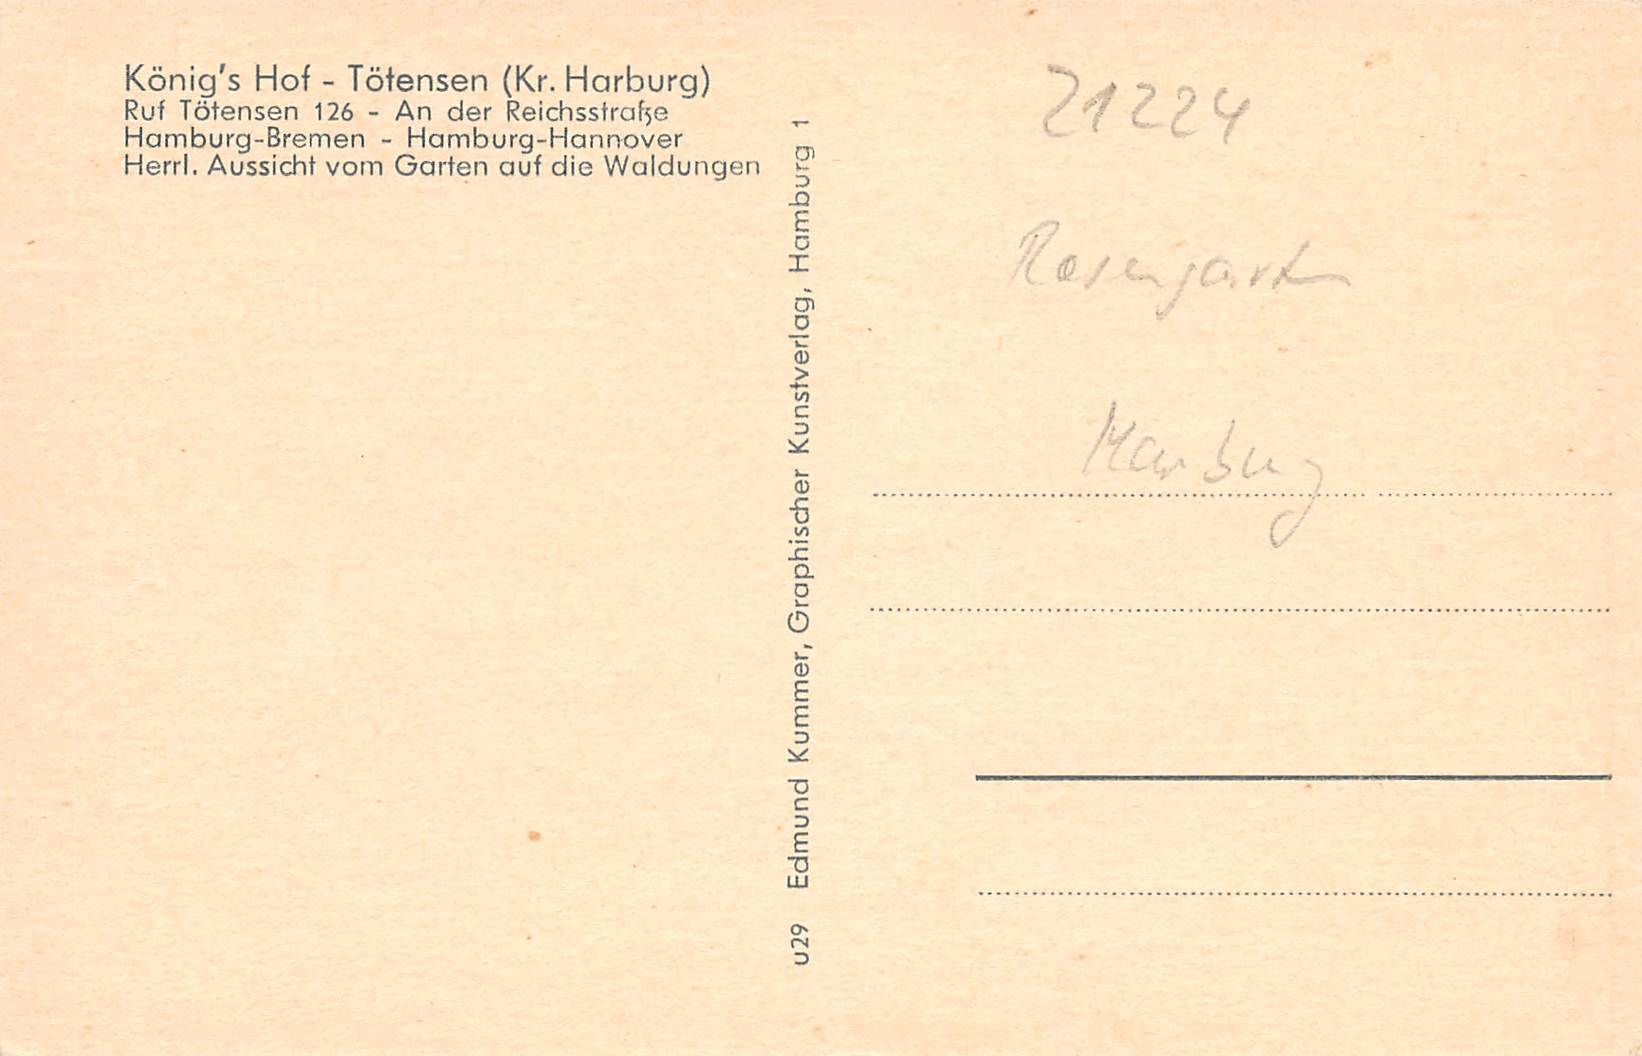 König's Hof - Tötensen (Kr. Harburg)
Ruf Tötensen 126 - An der Reichsstraße
Hamburg-Bremen - Hamburg-Hannover
Herrl. Aussicht vom Garten auf die Waldungen
u29 Edmund Kummer, Graphischer Kunstverlag, Hamburg 1
21224
Rosengarten
Harburg